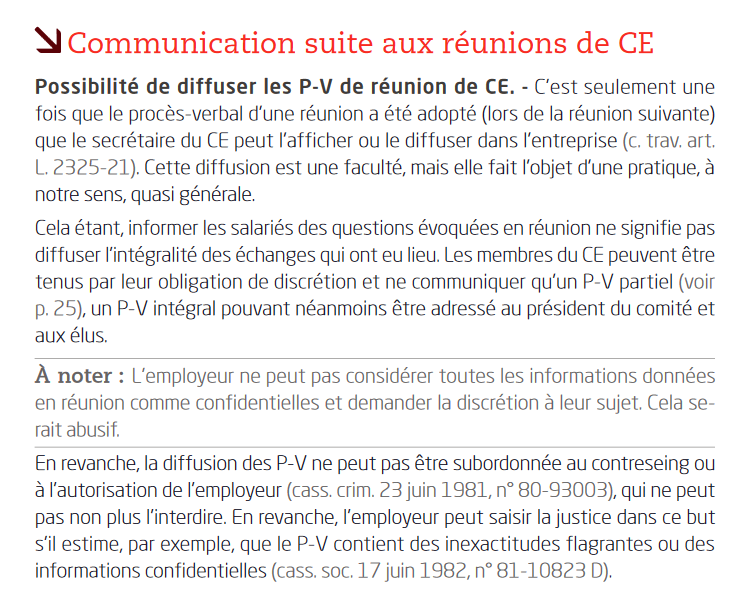 Communication suite aux réunions de CE
Possibilité de diffuser les P-V de réunion de CE. - C'est seulement une
fois que le procès-verbal d'une réunion a été adopté (lors de la réunion suivante)
que le secrétaire du CE peut l'afficher ou le diffuser dans l'entreprise (c. trav. art.
L. 2325-21). Cette diffusion est une faculté, mais elle fait l'objet d'une pratique, à
notre sens, quasi générale.
Cela étant, informer les salariés des questions évoquées en réunion ne signifie pas
diffuser l'intégralité des échanges qui ont eu lieu. Les membres du CE peuvent être
tenus par leur obligation de discrétion et ne communiquer qu'un P-V partiel (voir
p. 25), un P-V intégral pouvant néanmoins être adressé au président du comité et
aux élus.
À noter : L'employeur ne peut pas considérer toutes les informations données
en réunion comme confidentielles et demander la discrétion à leur sujet. Cela se-
rait abusif.
En revanche, la diffusion des P-V ne peut pas être subordonnée au contreseing ou
à l'autorisation de l'employeur (cass. crim. 23 juin 1981, n° 80-93003), qui ne peut
pas non plus l'interdire. En revanche, l'employeur peut saisir la justice dans ce but
s'il estime, par exemple, que le P-V contient des inexactitudes flagrantes ou des
informations confidentielles (cass. soc. 17 juin 1982, n° 81-10823 D).